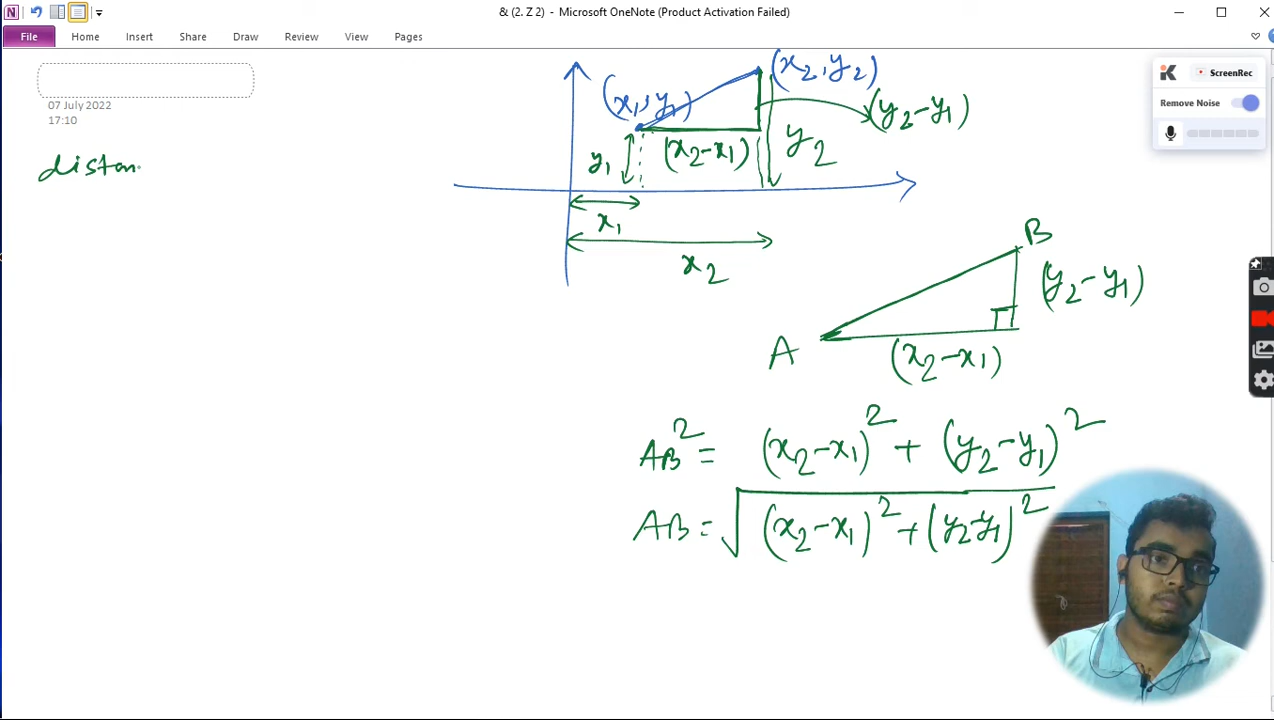 & (2. Z 2) - Microsoft OneNote (Product Activation Failed)
File Home Insert Share Draw Review View Pages
ScreenRec
Remove Noise
07 July 2022
17:10
distan
(x₁, y₁)
(x₂, y₂)
(y₂-y₁)
y₁
(x₂-x₁)
y₂
x₁
x₂
B
(y₂-y₁)
A
(x₂-x₁)
AB² = (x₂-x₁)² + (y₂-y₁)²
AB = √(x₂-x₁)² + (y₂-y₁)²